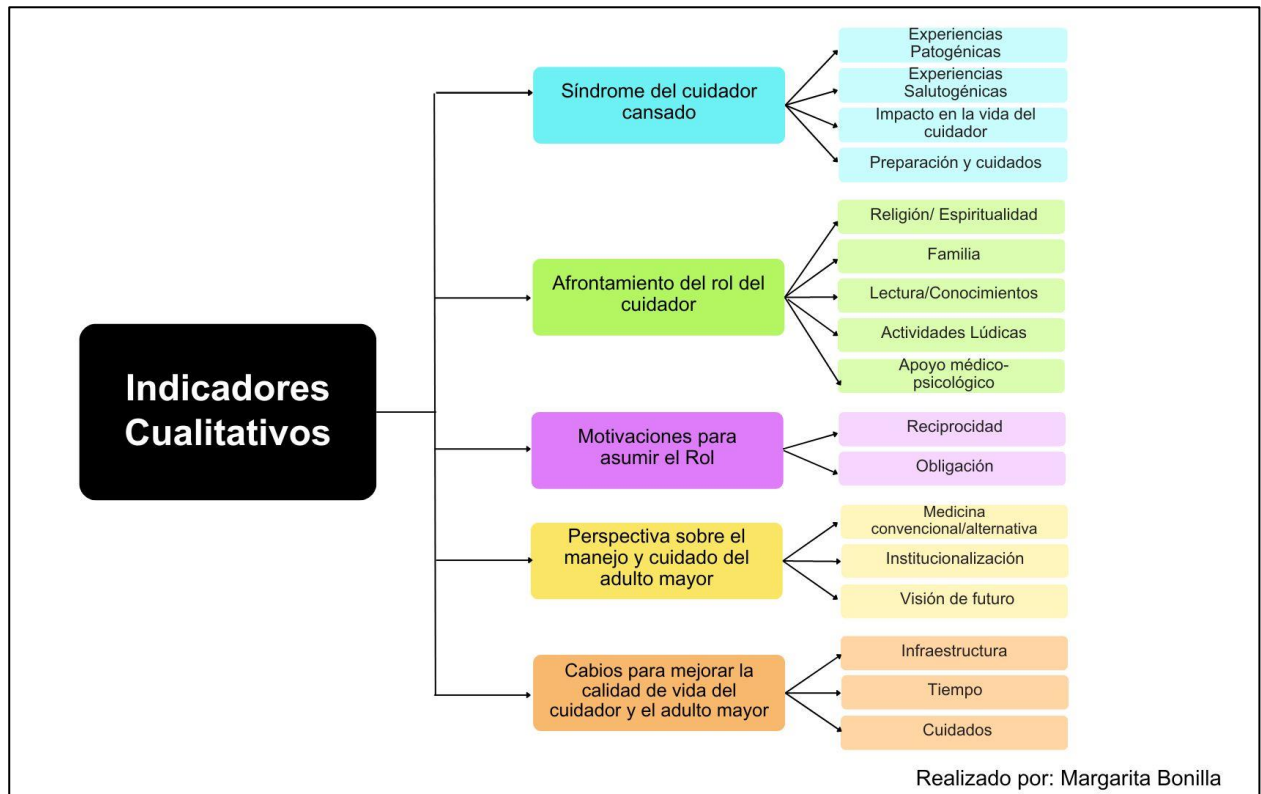 Indicadores
Cualitativos
Síndrome del cuidador
cansado
Experiencias
Patogénicas
Experiencias
Salutogénicas
Impacto en la vida del
cuidador
Preparación y cuidados
Afrontamiento del rol del
cuidador
Religión/ Espiritualidad
Familia
Lectura/Conocimientos
Actividades Lúdicas
Apoyo médico-
psicológico
Motivaciones para
asumir el Rol
Reciprocidad
Obligación
Perspectiva sobre el
manejo y cuidado del
adulto mayor
Medicina
convencional/alternativa
Institucionalización
Visión de futuro
Cabios para mejorar la
calidad de vida del
cuidador y el adulto mayor
Infraestructura
Tiempo
Cuidados
Realizado por: Margarita Bonilla